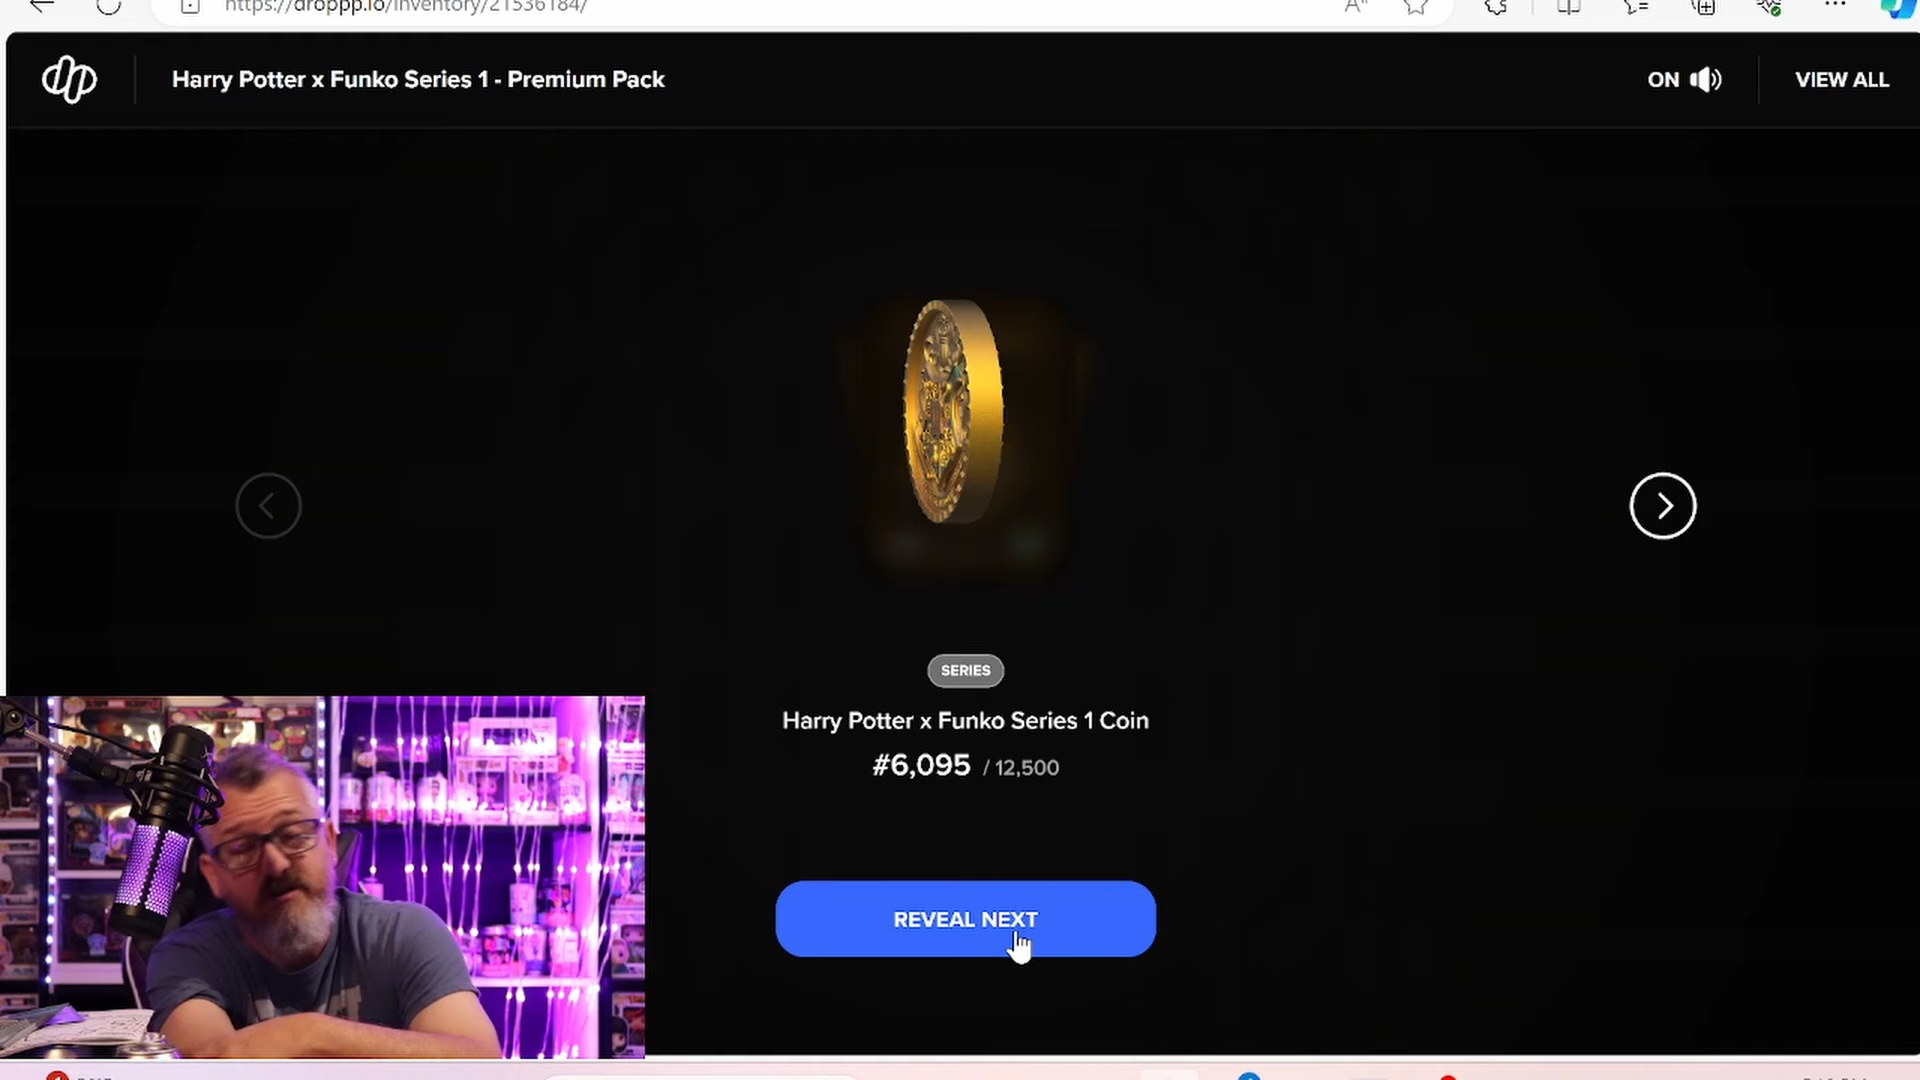 https://droppp.io/inventory/21536184/
Harry Potter x Funko Series 1 - Premium Pack
ON
VIEW ALL
SERIES
Harry Potter x Funko Series 1 Coin
#6,095 / 12,500
REVEAL NEXT